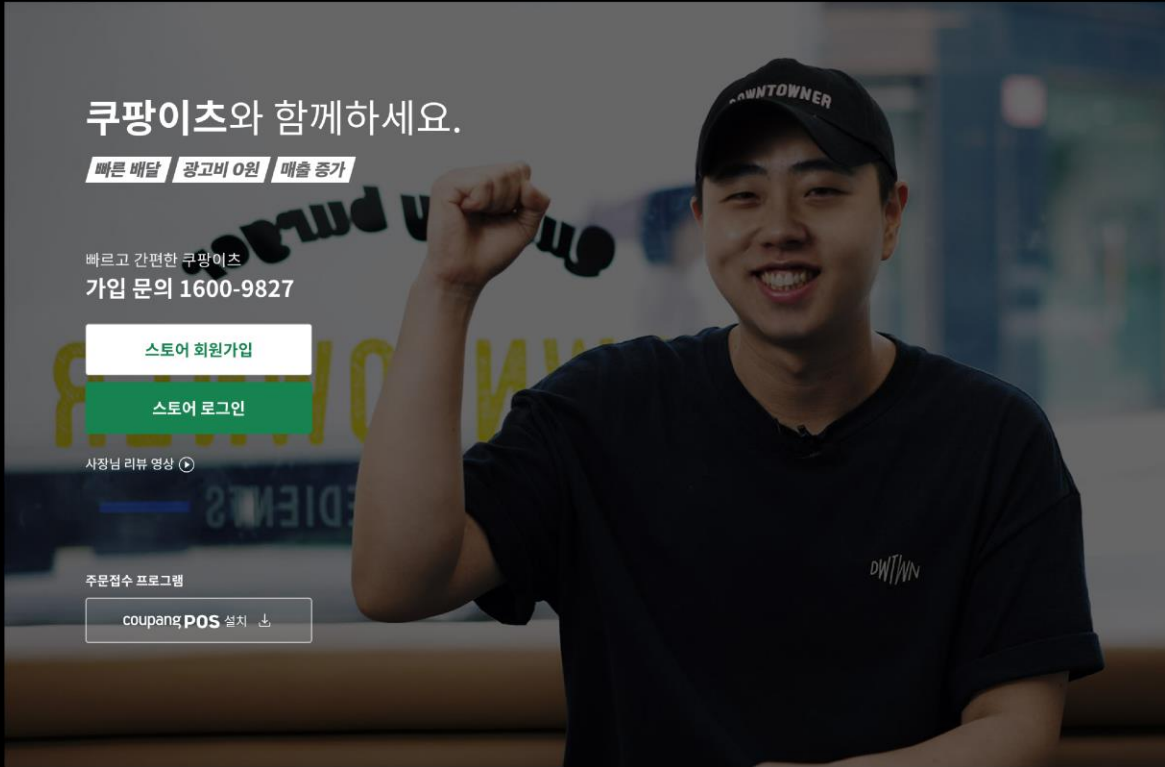 쿠팡이츠와 함께하세요.
빠른 배달 광고비 0원 매출 증가
빠르고 간편한 쿠팡이츠
가입 문의 1600-9827
스토어 회원가입
스토어 로그인
사장님 리뷰 영상
주문접수 프로그램
coupang POS 설치
DOWNTOWNER
DWTWN